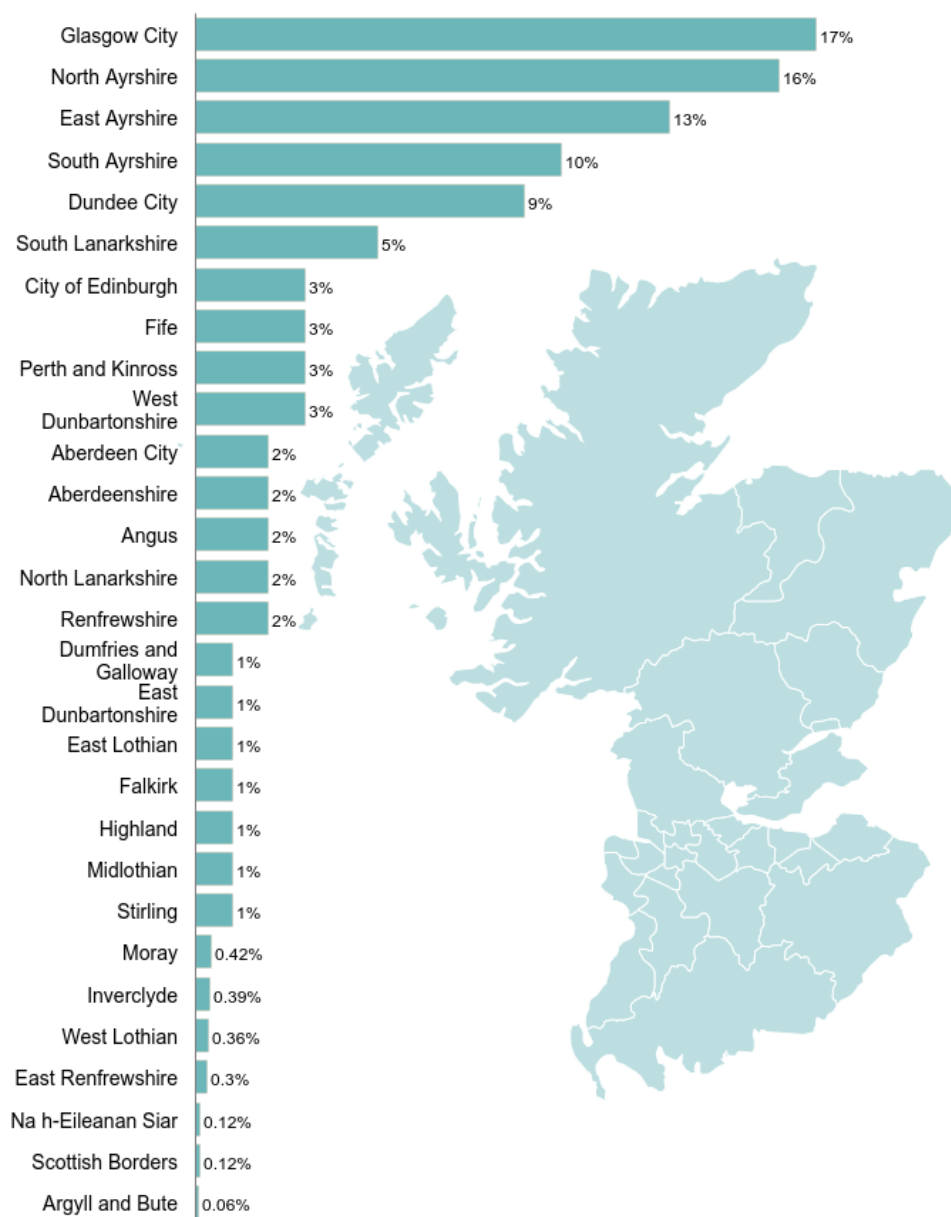 Glasgow City 17%
North Ayrshire 16%
East Ayrshire 13%
South Ayrshire 10%
Dundee City 9%
South Lanarkshire 5%
City of Edinburgh 3%
Fife 3%
Perth and Kinross 3%
West
Dunbartonshire 3%
Aberdeen City 2%
Aberdeenshire 2%
Angus 2%
North Lanarkshire 2%
Renfrewshire 2%
Dumfries and
Galloway 1%
East
Dunbartonshire 1%
East Lothian 1%
Falkirk 1%
Highland 1%
Midlothian 1%
Stirling 1%
Moray 0.42%
Inverclyde 0.39%
West Lothian 0.36%
East Renfrewshire 0.3%
Na h-Eileanan Siar 0.12%
Scottish Borders 0.12%
Argyll and Bute 0.06%